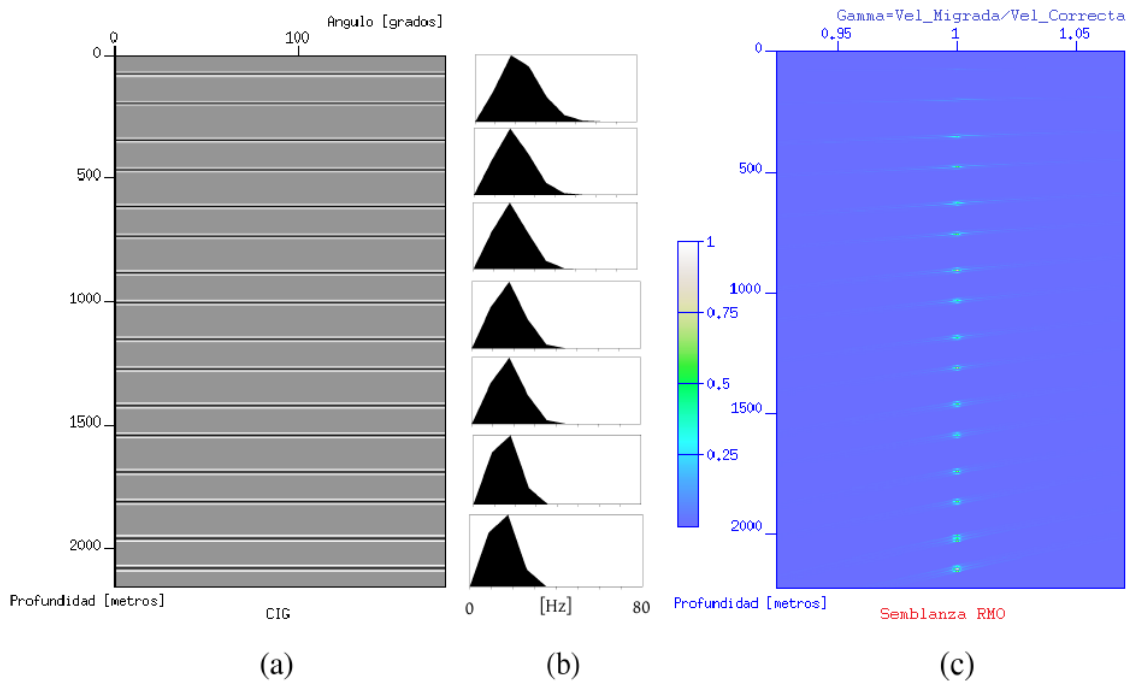 Angulo [grados]
0 100
0
500
1000
1500
2000
Profundidad [metros]
CIG
(a)
0 [Hz] 80
(b)
1
0.75
0.5
0.25
Gamma=Vel_Migrada/Vel_Correcta
0.95 1 1.05
0
500
1000
1500
2000
Profundidad [metros]
Semblanza RMO
(c)